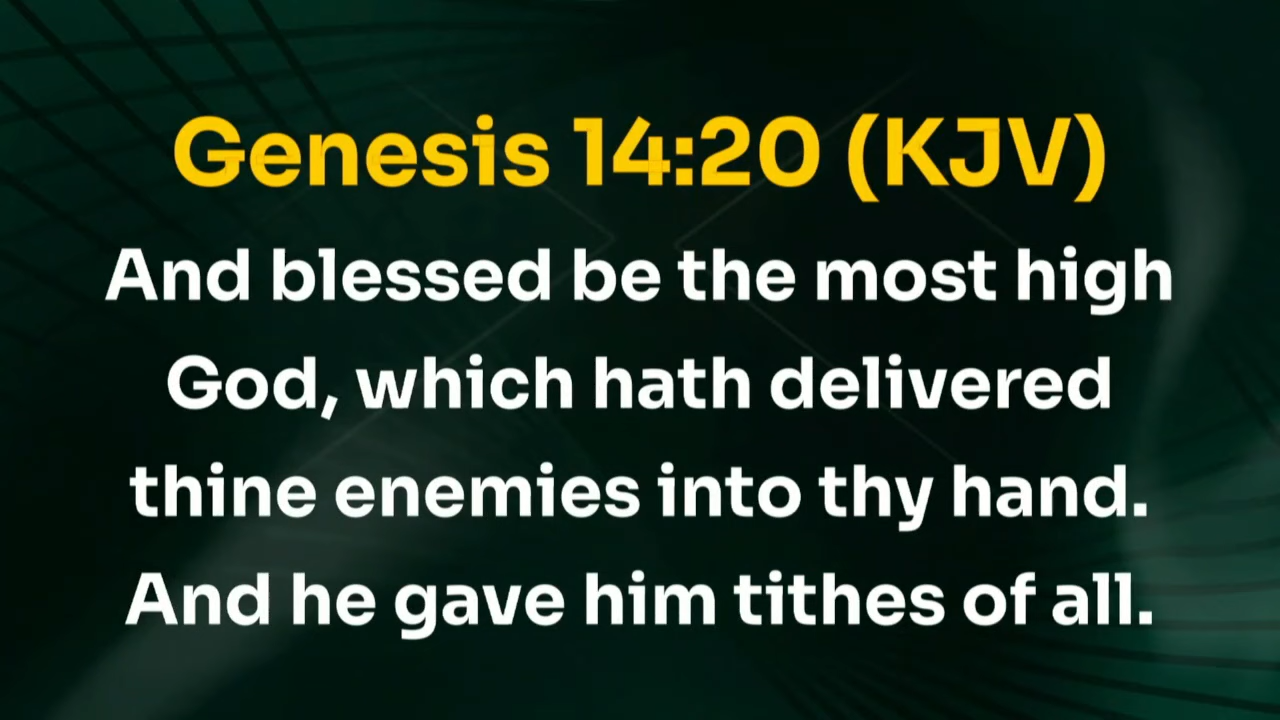 Genesis 14:20 (KJV)
And blessed be the most high
God, which hath delivered
thine enemies into thy hand.
And he gave him tithes of all.